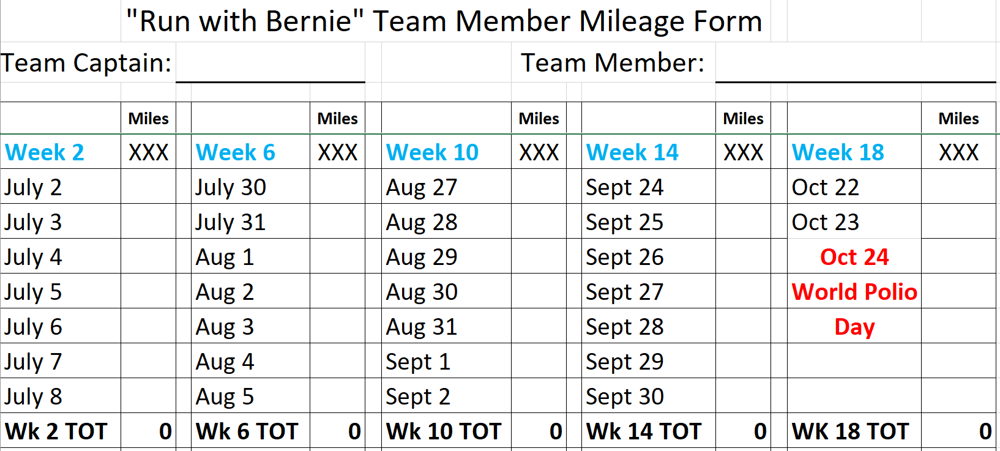 "Run with Bernie" Team Member Mileage Form
Team Captain: Team Member:
Miles Miles Miles Miles Miles
Week 2 XXX Week 6 XXX Week 10 XXX Week 14 XXX Week 18 XXX
July 2 July 30 Aug 27 Sept 24 Oct 22
July 3 July 31 Aug 28 Sept 25 Oct 23
July 4 Aug 1 Aug 29 Sept 26 Oct 24
July 5 Aug 2 Aug 30 Sept 27 World Polio
July 6 Aug 3 Aug 31 Sept 28 Day
July 7 Aug 4 Sept 1 Sept 29
July 8 Aug 5 Sept 2 Sept 30
Wk 2 TOT 0 Wk 6 TOT 0 Wk 10 TOT 0 Wk 14 TOT 0 WK 18 TOT 0